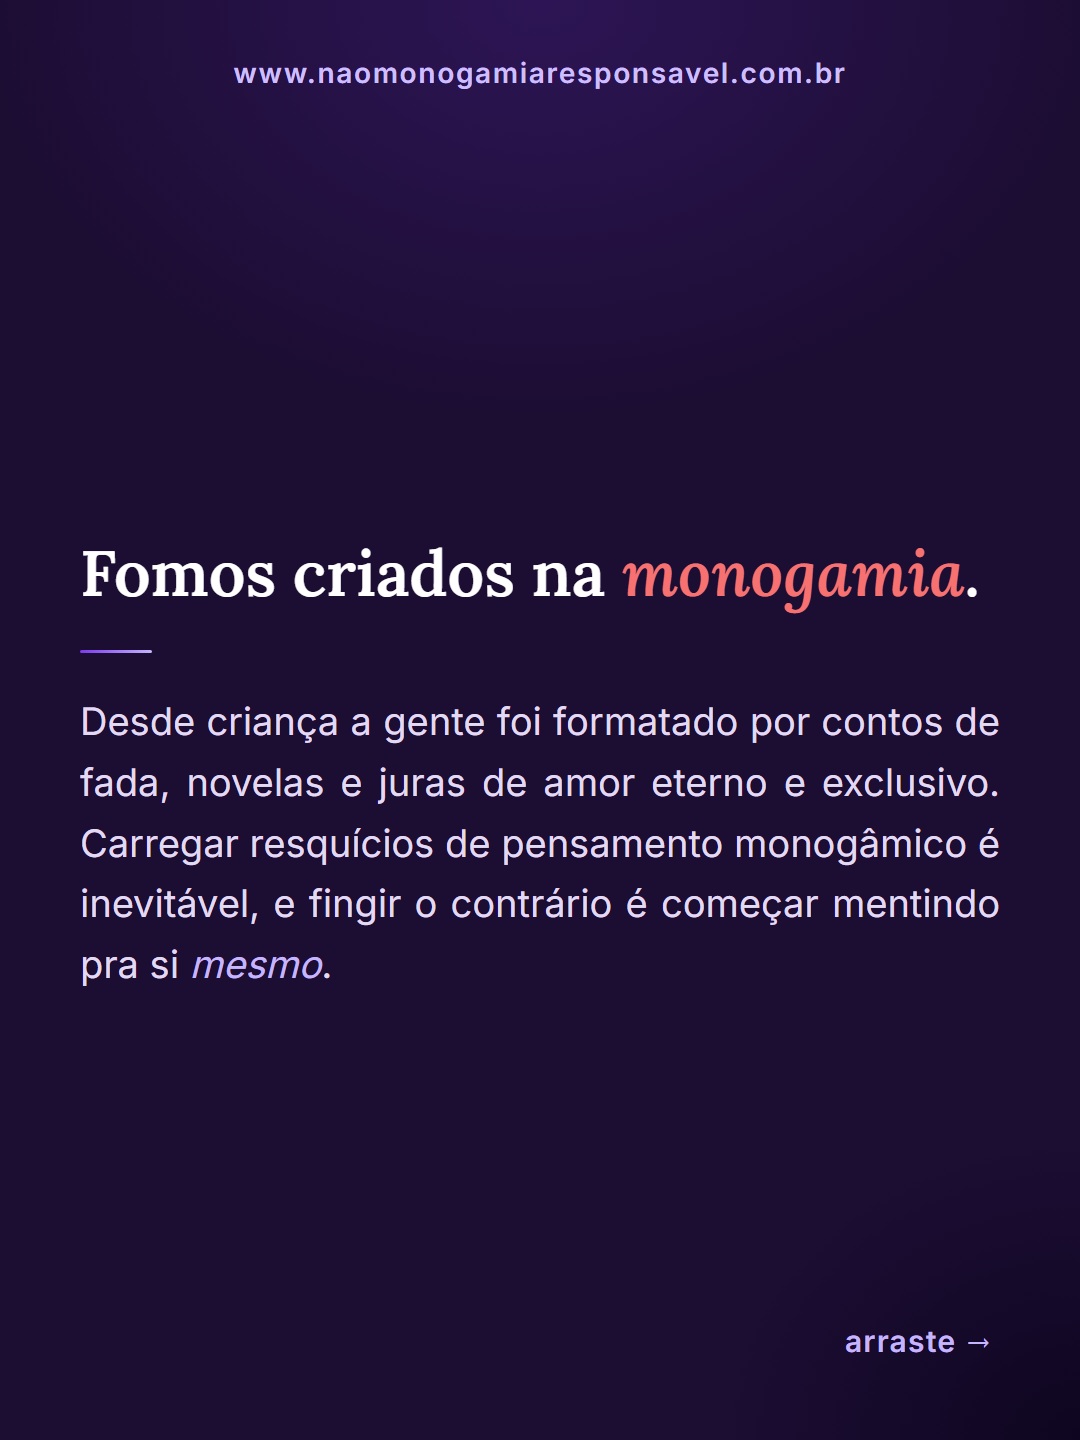 www.naomonogamiaresponsavel.com.br
Fomos criados na monogamia.
Desde criança a gente foi formatado por contos de
fada, novelas e juras de amor eterno e exclusivo.
Carregar resquícios de pensamento monogâmico é
inevitável, e fingir o contrário é começar mentindo
pra si mesmo.
arraste →